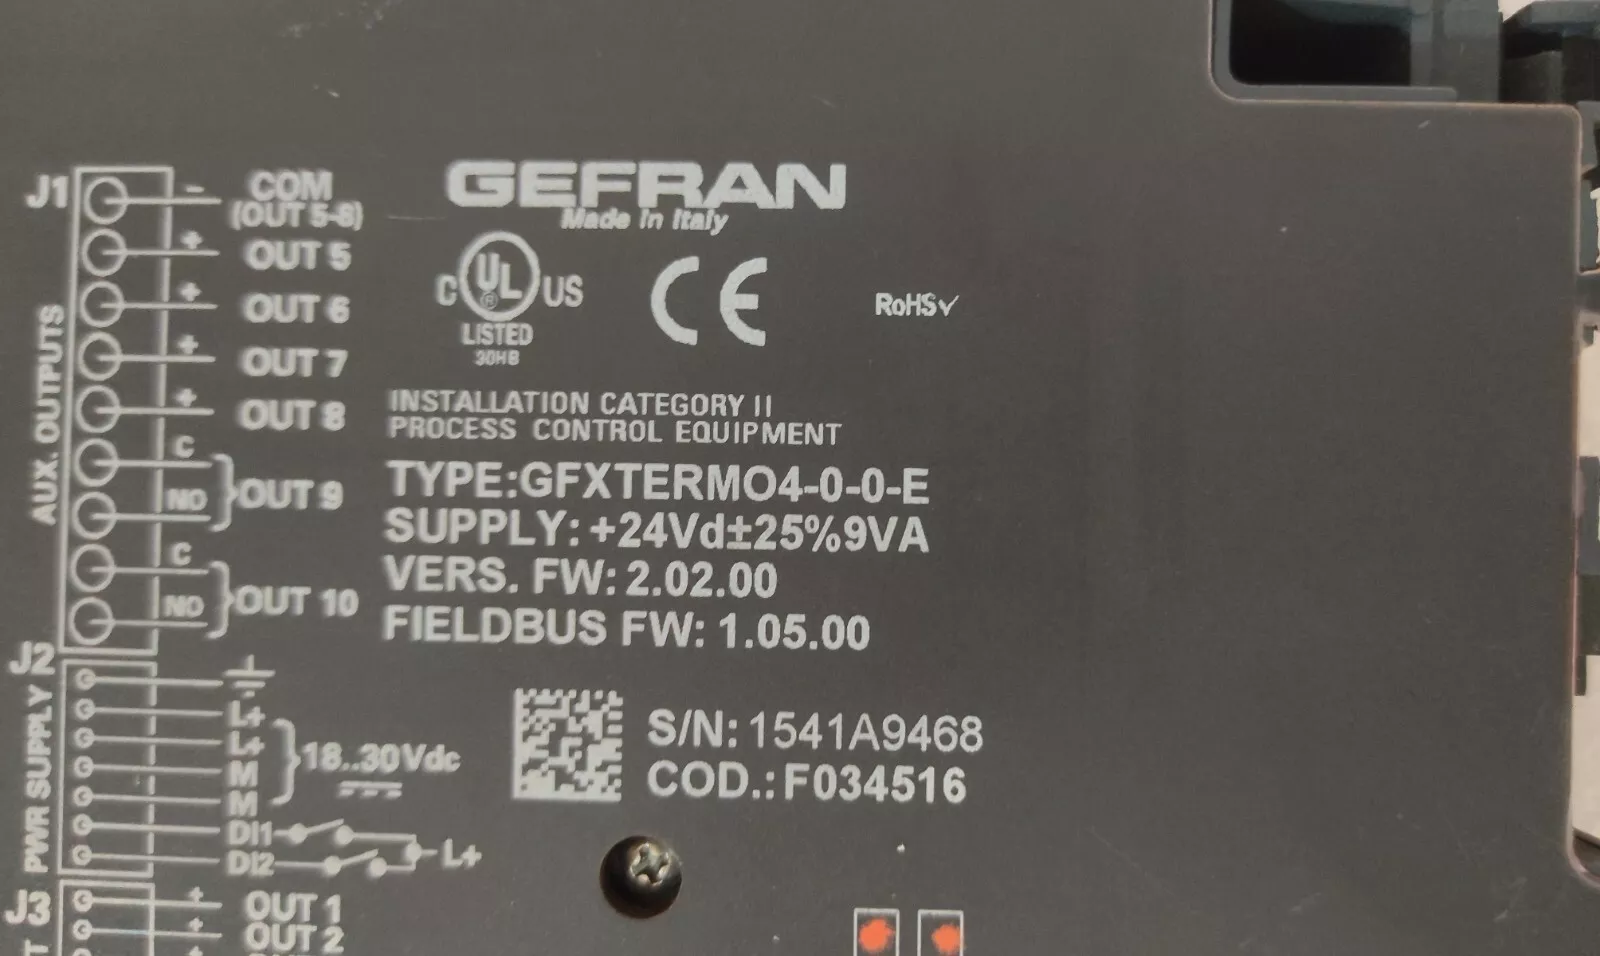 J1
-
COM
(OUT 5-8)
+ OUT 5
+ OUT 6
+ OUT 7
+ OUT 8
C
NO
OUT 9
C
NO
OUT 10
AUX. OUTPUTS
GEFRAN
Made in Italy
C UL® US
LISTED
30HB
CE
RoHS✓
INSTALLATION CATEGORY II
PROCESS CONTROL EQUIPMENT
TYPE:GFXTERMO4-0-0-E
SUPPLY: +24Vd±25%9VA
VERS. FW: 2.02.00
FIELDBUS FW: 1.05.00
S/N: 1541A9468
COD.:F034516
J2
PWR SUPPLY
L+
L+
M
M
18..30Vdc
DI1
DI2
L+
J3
+ OUT 1
+ OUT 2
+